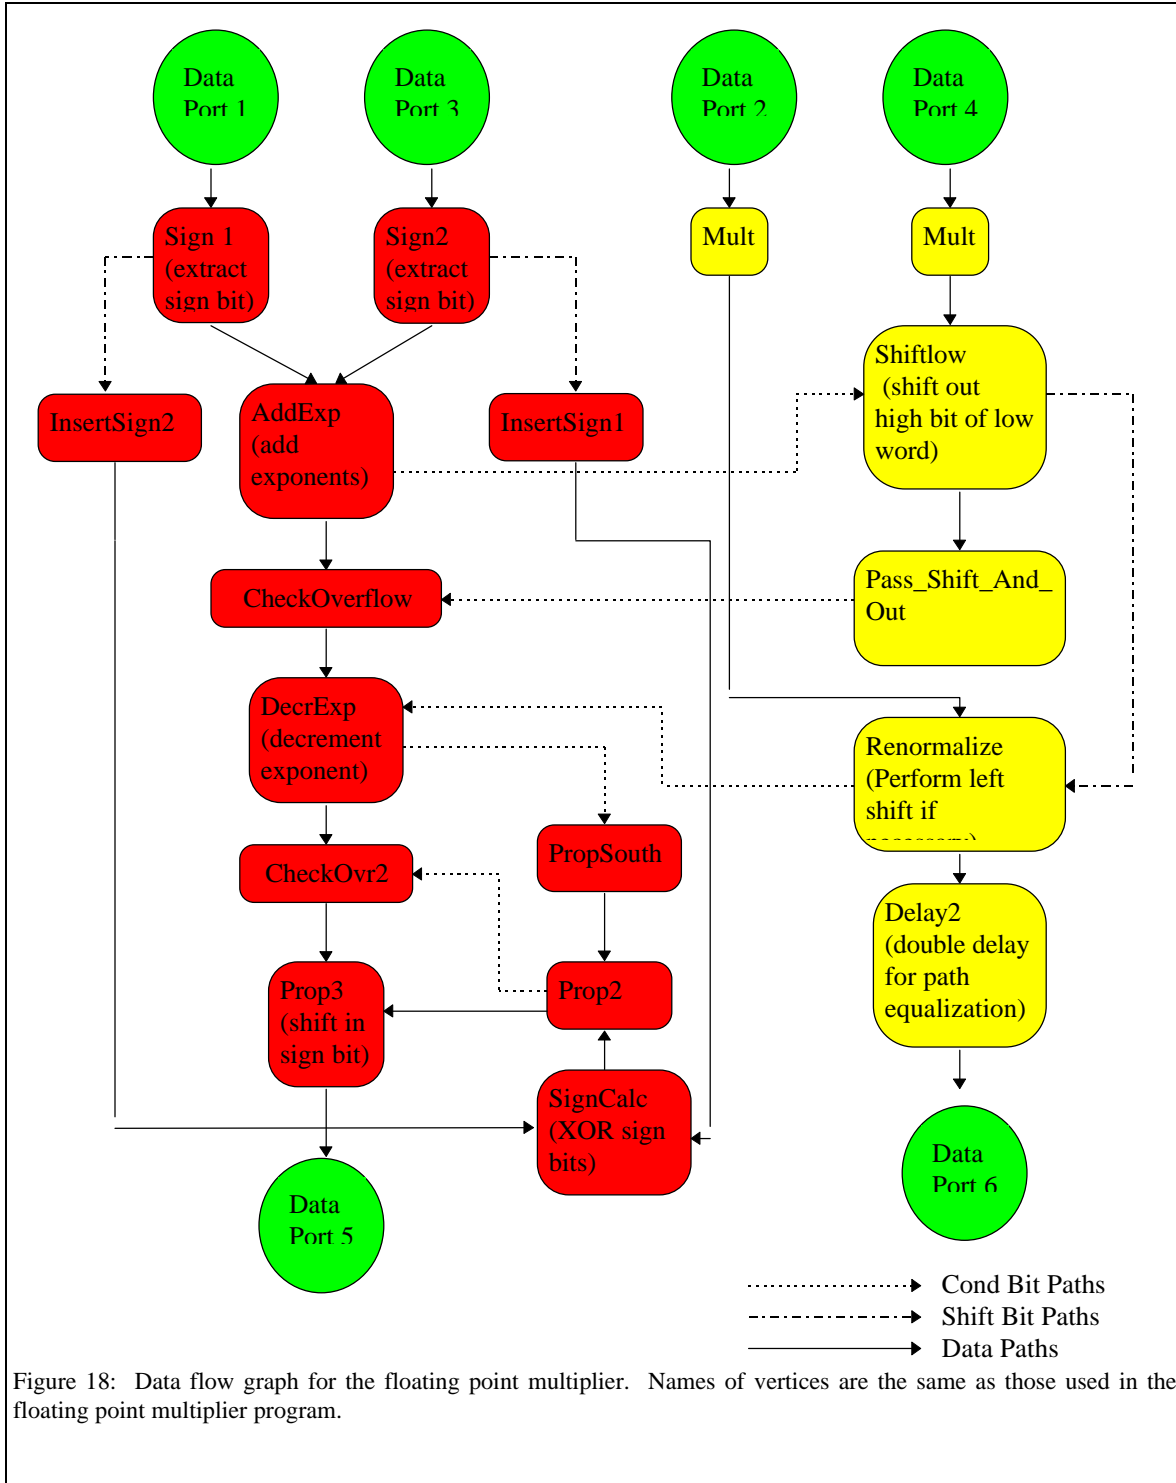 Data
Port 1
Data
Port 3
Data
Port 2
Data
Port 4
Sign 1
(extract
sign bit)
Sign2
(extract
sign bit)
Mult
Mult
Shiftlow
(shift out
high bit of low
word)
InsertSign2
AddExp
(add
exponents)
InsertSign1
CheckOverflow
Pass_Shift_And_
Out
DecrExp
(decrement
exponent)
Renormalize
(Perform left
shift if
necessary)
PropSouth
CheckOvr2
Delay2
(double delay
for path
equalization)
Prop3
(shift in
sign bit)
Prop2
SignCalc
(XOR sign
bits)
Data
Port 5
Data
Port 6
Cond Bit Paths
Shift Bit Paths
Data Paths
Figure 18: Data flow graph for the floating point multiplier. Names of vertices are the same as those used in the
floating point multiplier program.